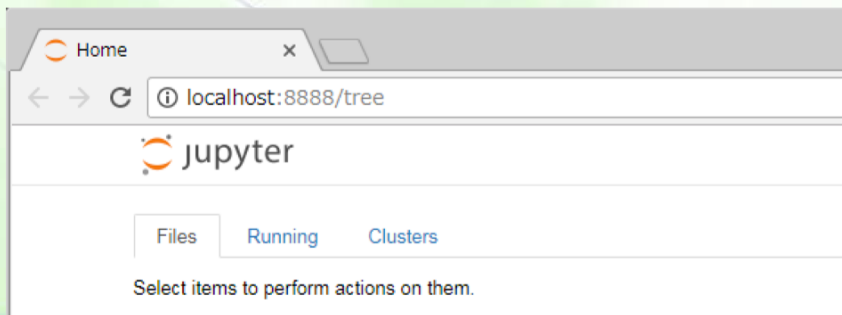 Home
localhost:8888/tree
jupyter
Files Running Clusters
Select items to perform actions on them.